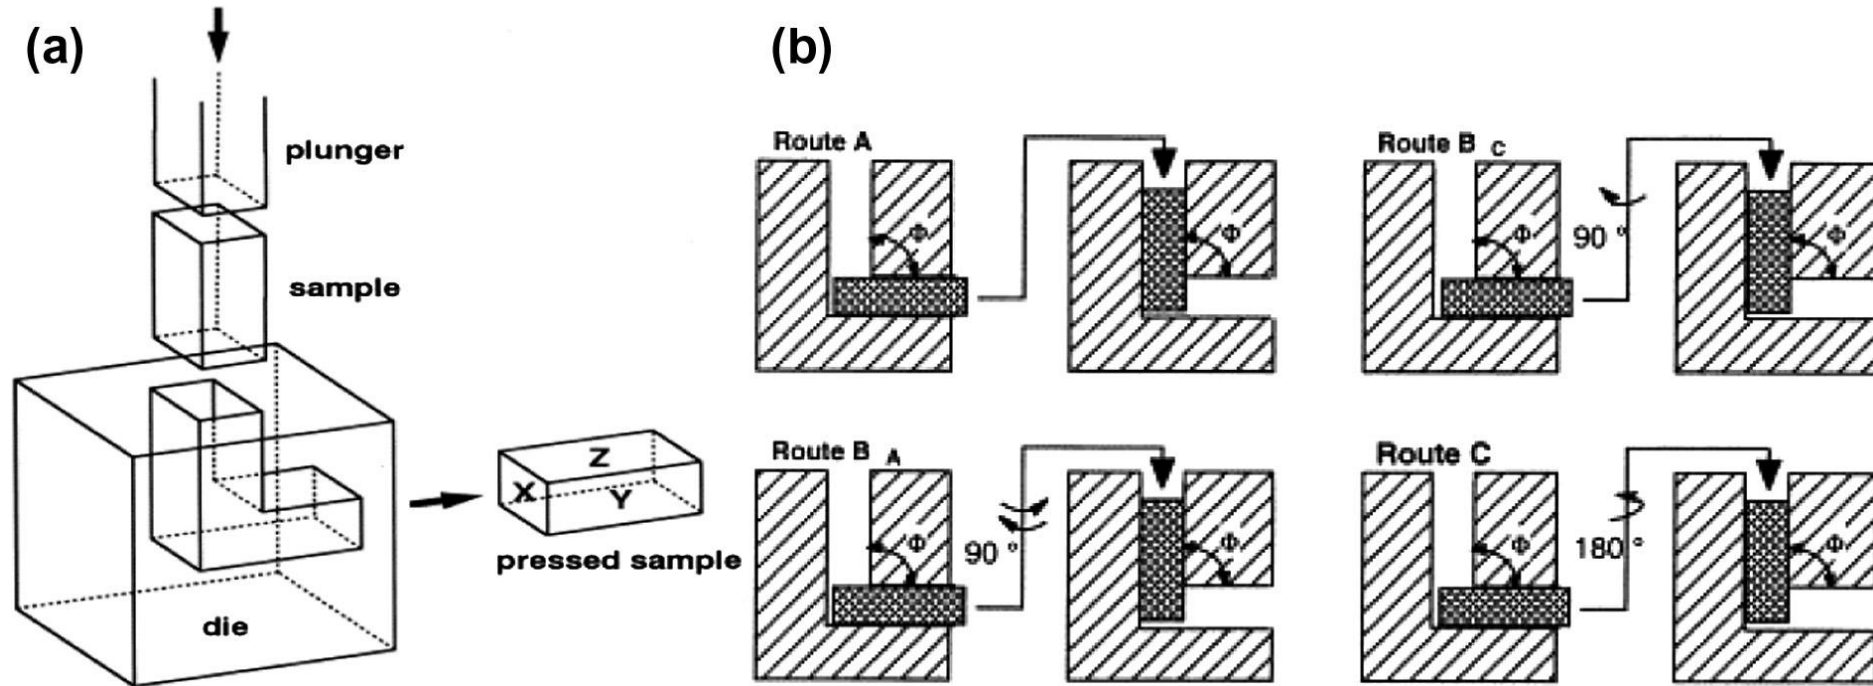 (a)
plunger
sample
die
X
Z
Y
pressed sample
(b)
Route A
Φ
Φ
Route B C
Φ
90 °
Φ
Route B A
Φ
90 °
Φ
Route C
Φ
180 °
Φ